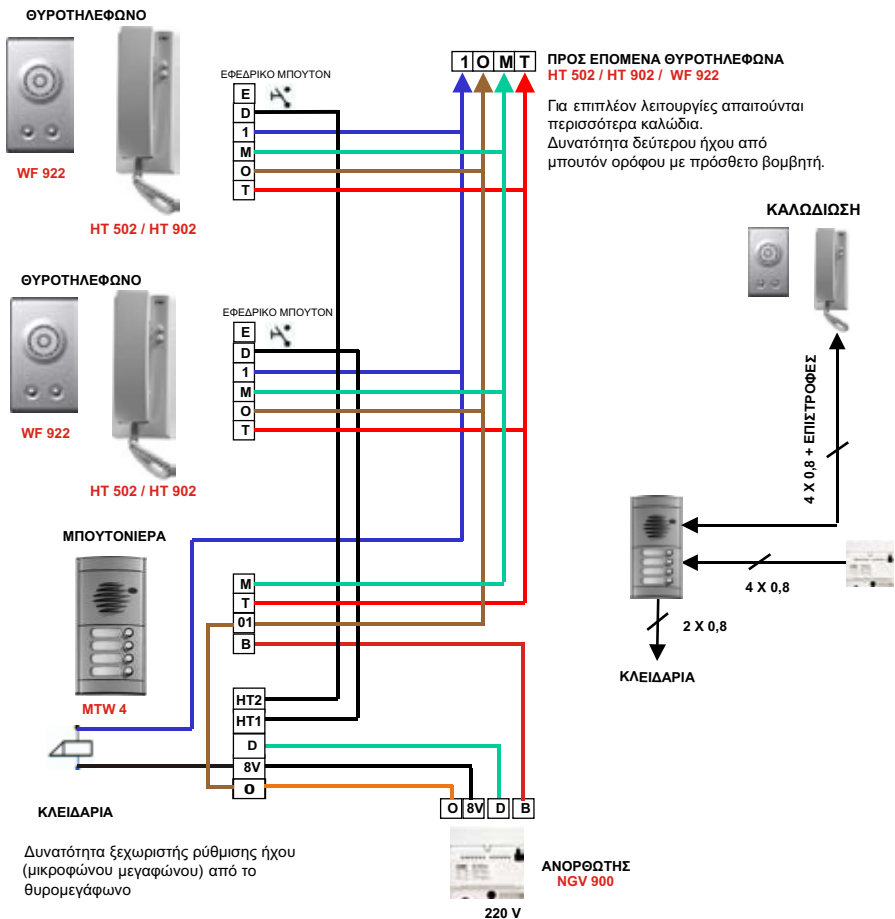 ΘΥΡΟΤΗΛΕΦΩΝΟ
WF 922
HT 502 / HT 902
ΕΦΕΔΡΙΚΟ ΜΠΟΥΤΟΝ
E
D
1
M
O
T
1 O M T
ΠΡΟΣ ΕΠΟΜΕΝΑ ΘΥΡΟΤΗΛΕΦΩΝΑ
HT 502 / HT 902 / WF 922
Για επιπλέον λειτουργίες απαιτούνται
περισσότερα καλώδια.
Δυνατότητα δεύτερου ήχου από
μπουτόν ορόφου με πρόσθετο βομβητή.
ΘΥΡΟΤΗΛΕΦΩΝΟ
WF 922
HT 502 / HT 902
ΕΦΕΔΡΙΚΟ ΜΠΟΥΤΟΝ
E
D
1
M
O
T
ΚΑΛΩΔΙΩΣΗ
4 X 0,8 + ΕΠΙΣΤΡΟΦΕΣ
4 X 0,8
2 X 0,8
ΚΛΕΙΔΑΡΙΑ
ΜΠΟΥΤΟΝΙΕΡΑ
MTW 4
M
T
01
B
HT2
HT1
D
8V
O
ΚΛΕΙΔΑΡΙΑ
O 8V D B
Δυνατότητα ξεχωριστής ρύθμισης ήχου
(μικροφώνου μεγαφώνου) από το
θυρομεγάφωνο
ΑΝΟΡΘΩΤΗΣ
NGV 900
220 V